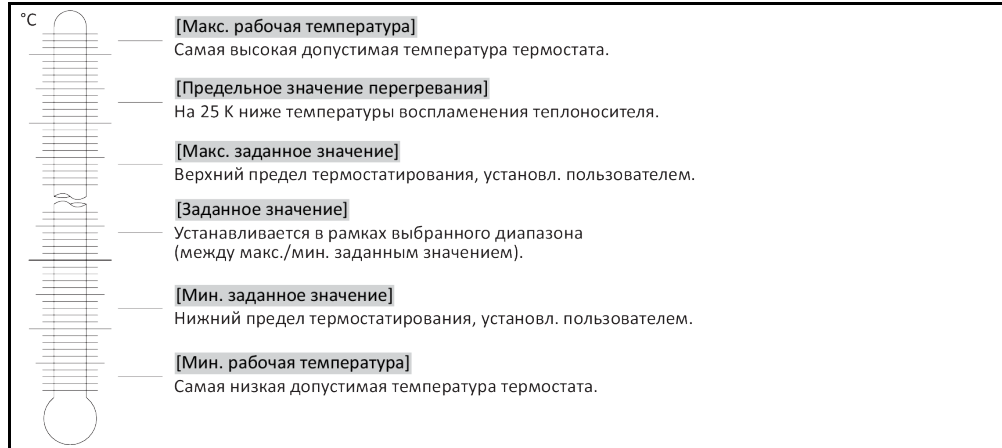 °C
[Макс. рабочая температура]
Самая высокая допустимая температура термостата.
[Предельное значение перегревания]
На 25 K ниже температуры воспламенения теплоносителя.
[Макс. заданное значение]
Верхний предел термостатирования, установл. пользователем.
[Заданное значение]
Устанавливается в рамках выбранного диапазона
(между макс./мин. заданным значением).
[Мин. заданное значение]
Нижний предел термостатирования, установл. пользователем.
[Мин. рабочая температура]
Самая низкая допустимая температура термостата.